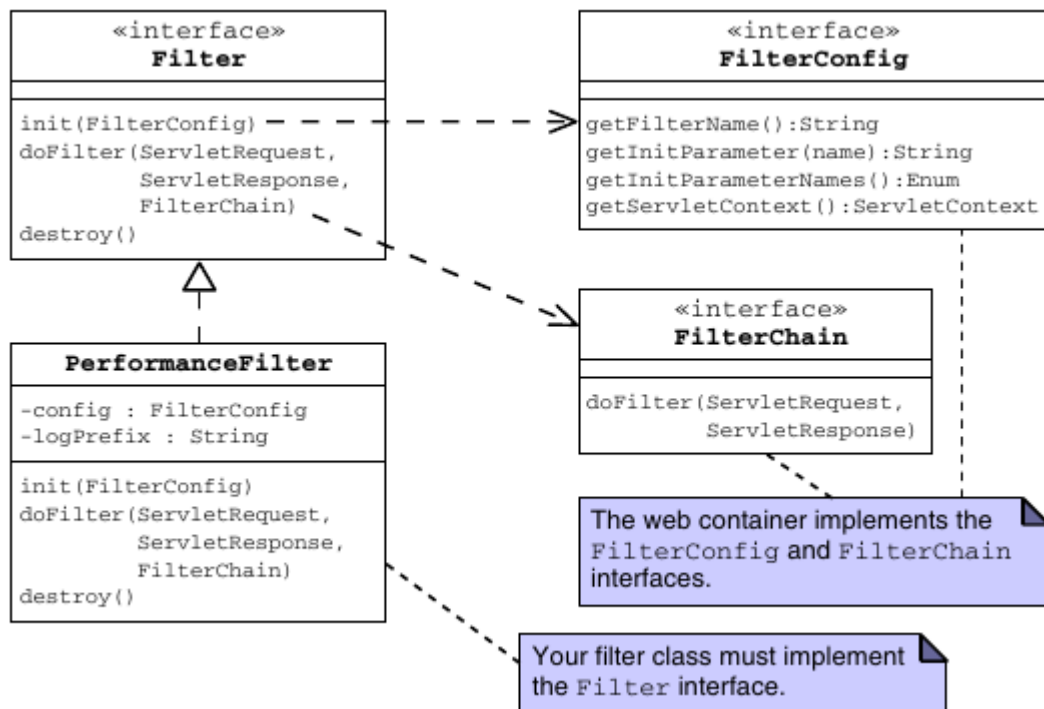 «interface»
Filter
init(FilterConfig)
doFilter(ServletRequest,
ServletResponse,
FilterChain)
destroy()
«interface»
FilterConfig
getFilterName():String
getInitParameter(name):String
getInitParameterNames():Enum
getServletContext():ServletContext
«interface»
FilterChain
doFilter(ServletRequest,
ServletResponse)
PerformanceFilter
-config : FilterConfig
-logPrefix : String
init(FilterConfig)
doFilter(ServletRequest,
ServletResponse,
FilterChain)
destroy()
The web container implements the
FilterConfig and FilterChain
interfaces.
Your filter class must implement
the Filter interface.